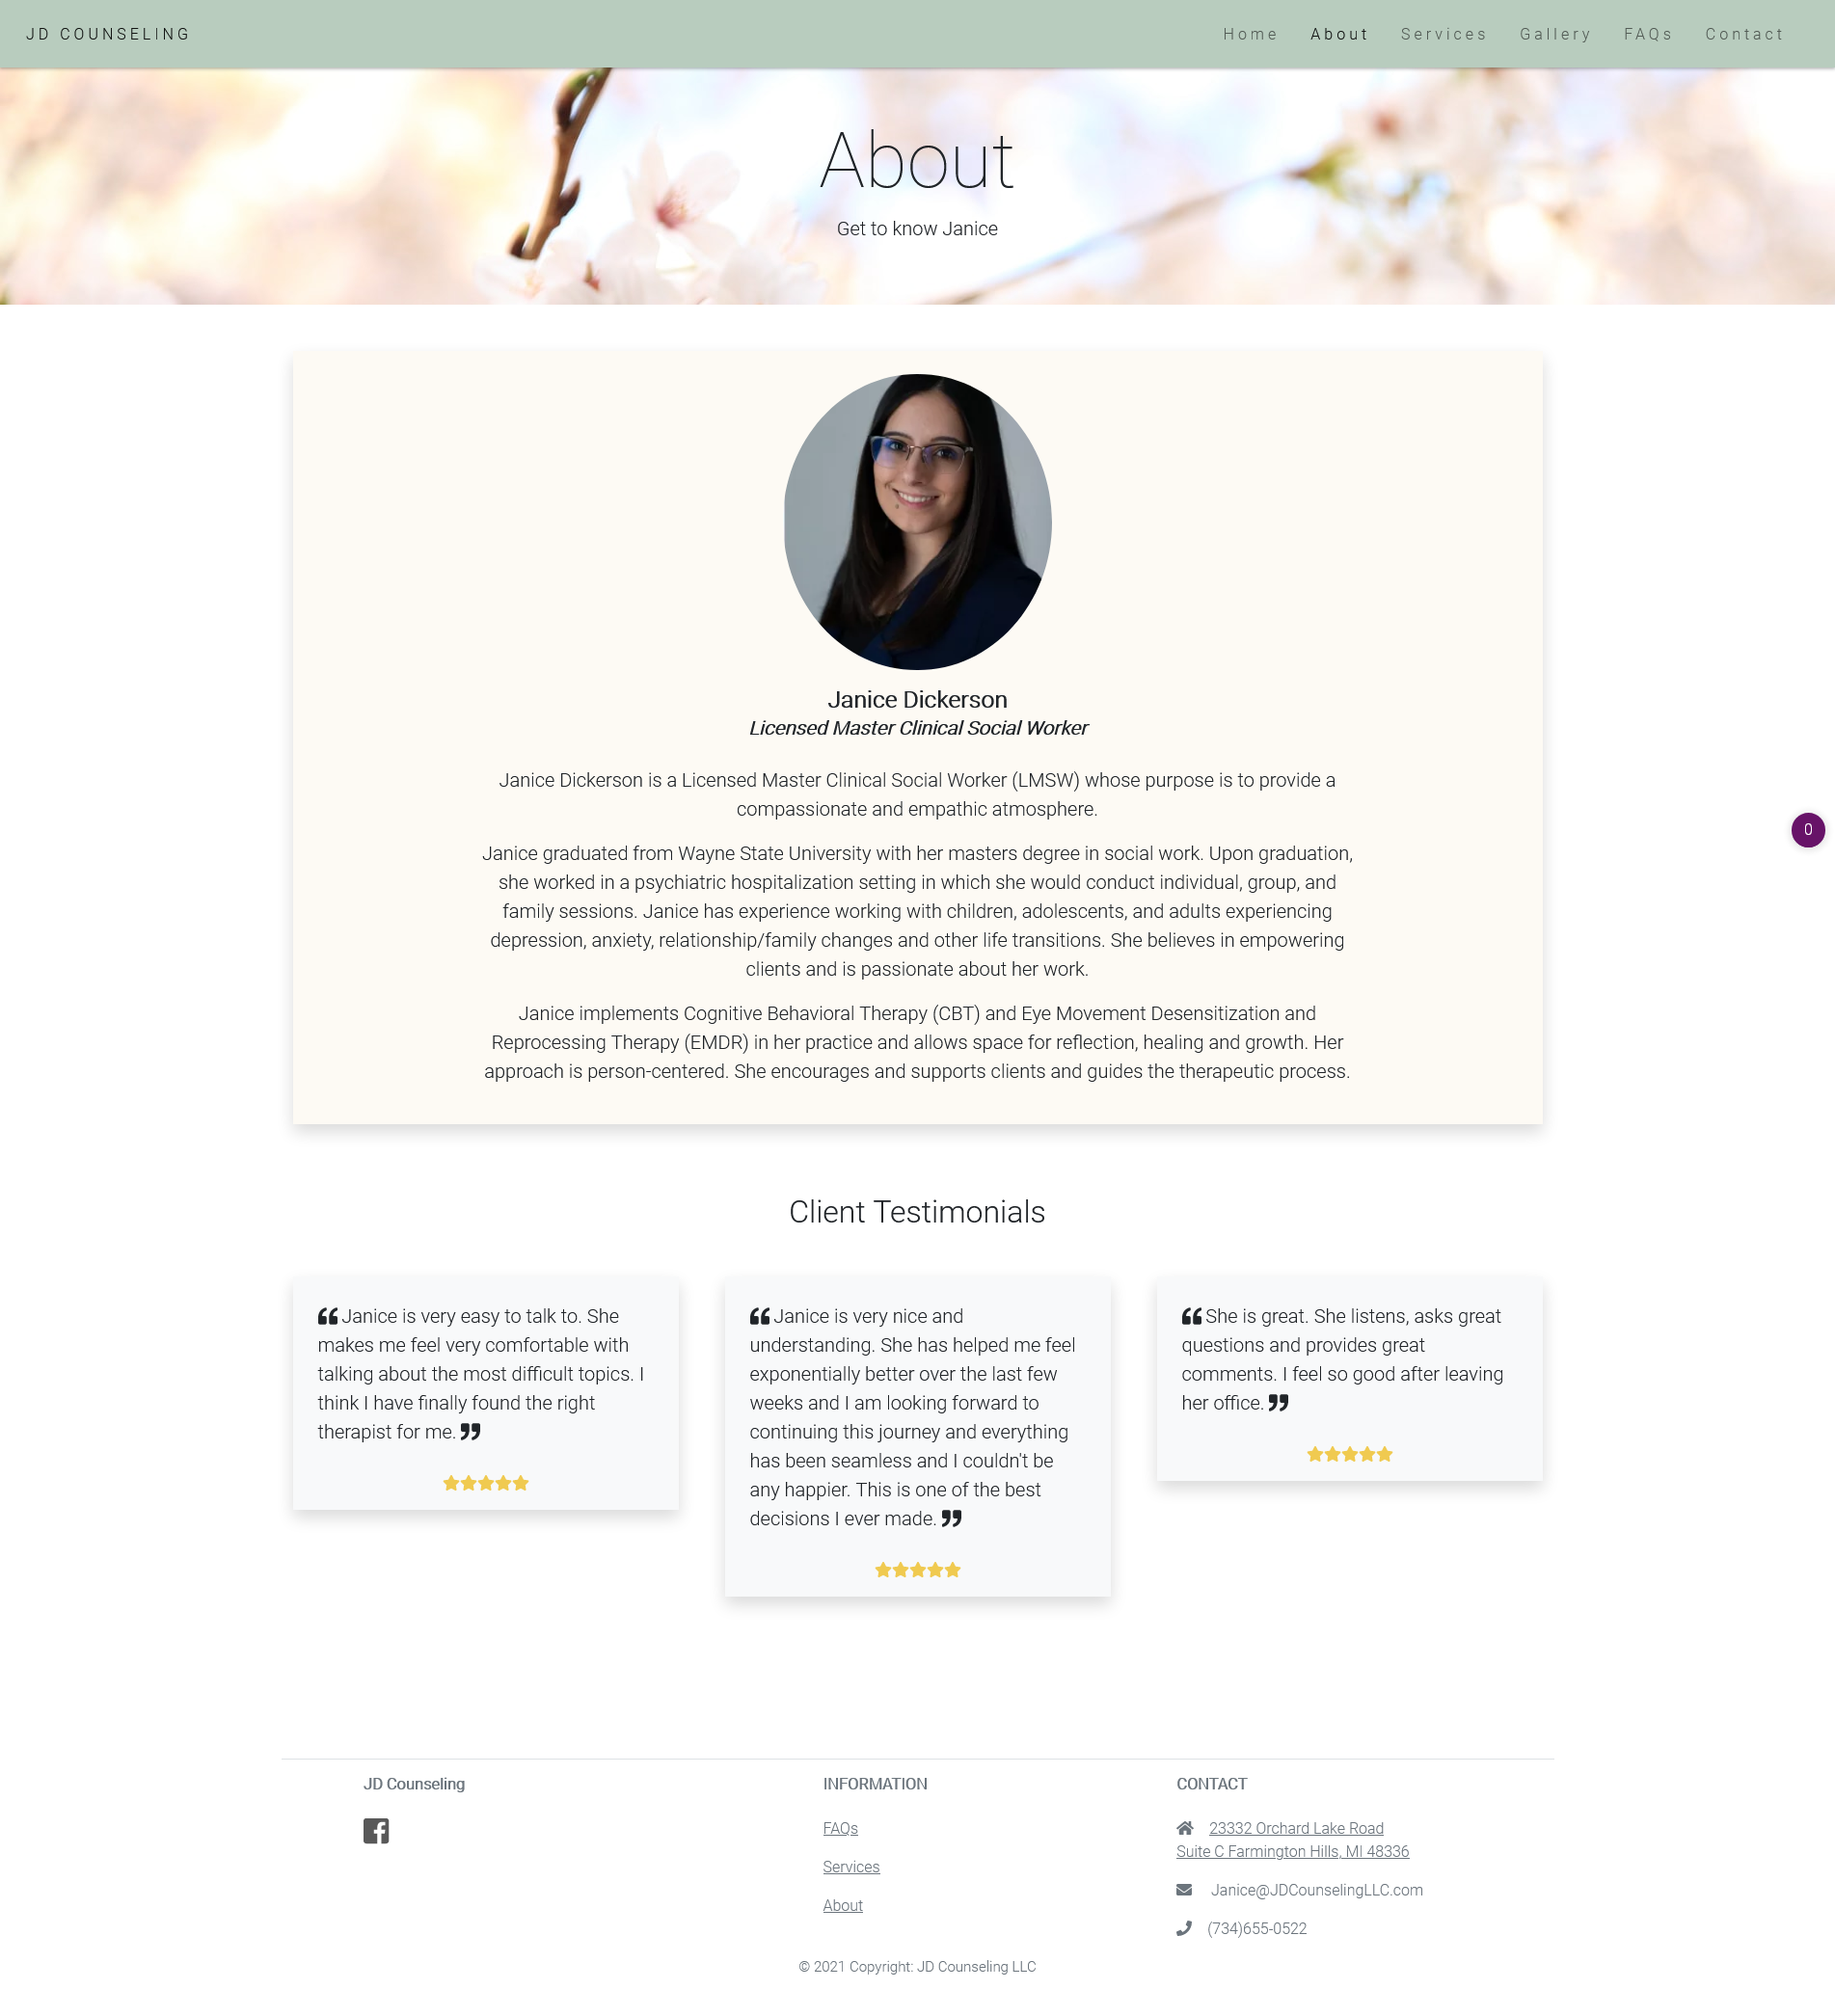 JD COUNSELING
Home About Services Gallery FAQs Contact
About
Get to know Janice
Janice Dickerson
Licensed Master Clinical Social Worker
Janice Dickerson is a Licensed Master Clinical Social Worker (LMSW) whose purpose is to provide a
compassionate and empathic atmosphere.
Janice graduated from Wayne State University with her masters degree in social work. Upon graduation,
she worked in a psychiatric hospitalization setting in which she would conduct individual, group, and
family sessions. Janice has experience working with children, adolescents, and adults experiencing
depression, anxiety, relationship/family changes and other life transitions. She believes in empowering
clients and is passionate about her work.
Janice implements Cognitive Behavioral Therapy (CBT) and Eye Movement Desensitization and
Reprocessing Therapy (EMDR) in her practice and allows space for reflection, healing and growth. Her
approach is person-centered. She encourages and supports clients and guides the therapeutic process.
0
Client Testimonials
“ Janice is very easy to talk to. She
makes me feel very comfortable with
talking about the most difficult topics. I
think I have finally found the right
therapist for me. ”
“ Janice is very nice and
understanding. She has helped me feel
exponentially better over the last few
weeks and I am looking forward to
continuing this journey and everything
has been seamless and I couldn't be
any happier. This is one of the best
decisions I ever made. ”
“ She is great. She listens, asks great
questions and provides great
comments. I feel so good after leaving
her office. ”
JD Counseling
INFORMATION
FAQs
Services
About
CONTACT
23332 Orchard Lake Road
Suite C Farmington Hills, MI 48336
Janice@JDCounselingLLC.com
(734)655-0522
© 2021 Copyright: JD Counseling LLC